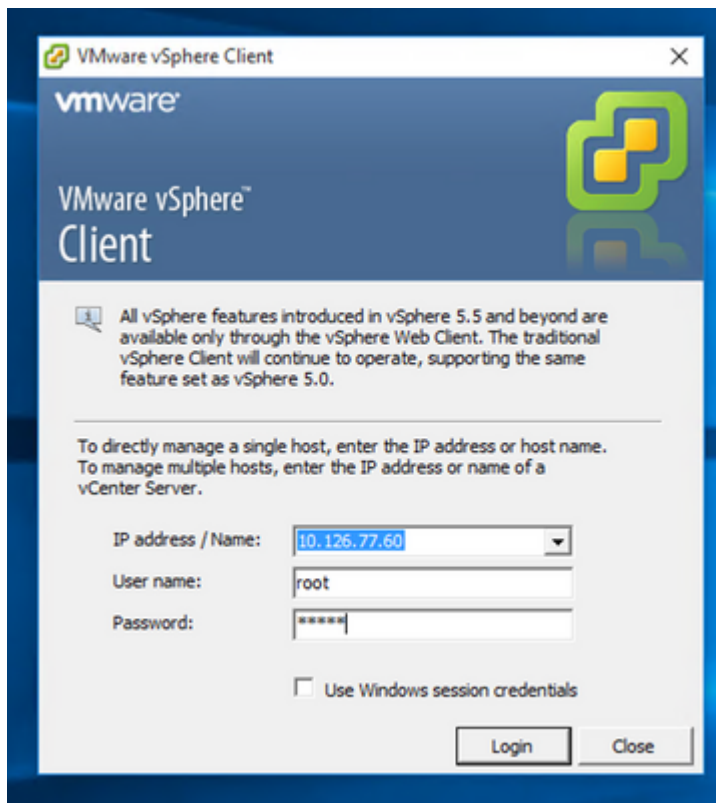 VMware vSphere Client
vmware®
VMware vSphere™
Client
All vSphere features introduced in vSphere 5.5 and beyond are
available only through the vSphere Web Client. The traditional
vSphere Client will continue to operate, supporting the same
feature set as vSphere 5.0.
To directly manage a single host, enter the IP address or host name.
To manage multiple hosts, enter the IP address or name of a
vCenter Server.
IP address / Name: 10.126.77.60
User name: root
Password: *****
Use Windows session credentials
Login Close